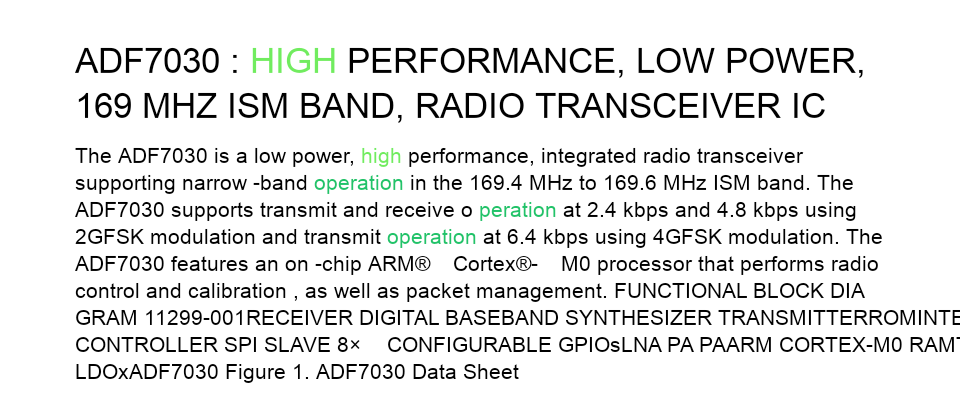 ADF7030 : HIGH PERFORMANCE, LOW POWER,
169 MHZ ISM BAND, RADIO TRANSCEIVER IC
The ADF7030 is a low power, high performance, integrated radio transceiver
supporting narrow -band operation in the 169.4 MHz to 169.6 MHz ISM band. The
ADF7030 supports transmit and receive o peration at 2.4 kbps and 4.8 kbps using
2GFSK modulation and transmit operation at 6.4 kbps using 4GFSK modulation. The
ADF7030 features an on -chip ARM® Cortex®- M0 processor that performs radio
control and calibration , as well as packet management. FUNCTIONAL BLOCK DIA
GRAM 11299-001RECEIVER DIGITAL BASEBAND SYNTHESIZER TRANSMITTERROMINTE
CONTROLLER SPI SLAVE 8× CONFIGURABLE GPIOsLNA PA PAARM CORTEX-M0 RAM
LDOxADF7030 Figure 1. ADF7030 Data Sheet